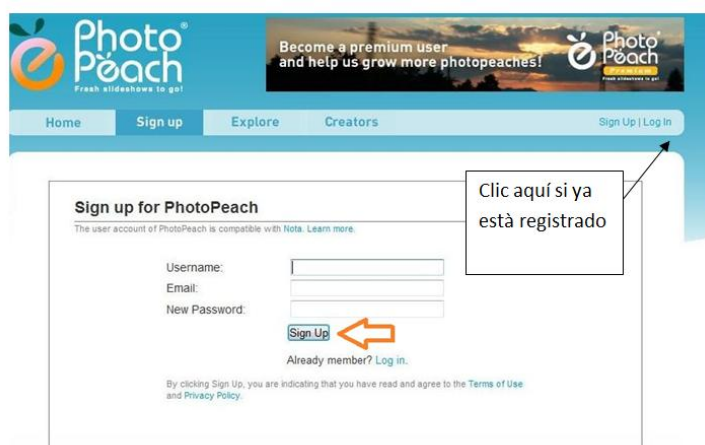 Photo®
Peach
Fresh slideshows to go!
Become a premium user
and help us grow more photopeaches!
Photo
Peach
Premium
Fresh slideshows to go!
Home Sign up Explore Creators Sign Up | Log In
Clic aquí si ya
està registrado
Sign up for PhotoPeach
The user account of PhotoPeach is compatible with Nota. Learn more.
Username:
Email:
New Password:
Sign Up
Already member? Log in.
By clicking Sign Up, you are indicating that you have read and agree to the Terms of Use
and Privacy Policy.